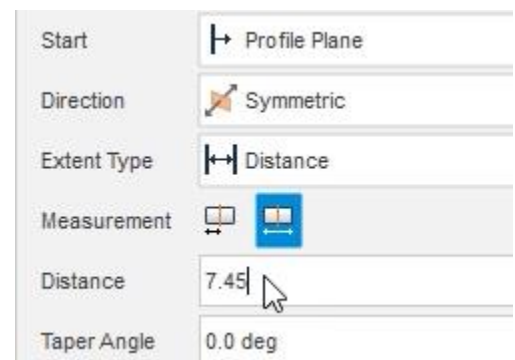 Start Profile Plane
Direction Symmetric
Extent Type Distance
Measurement
Distance 7.45
Taper Angle 0.0 deg